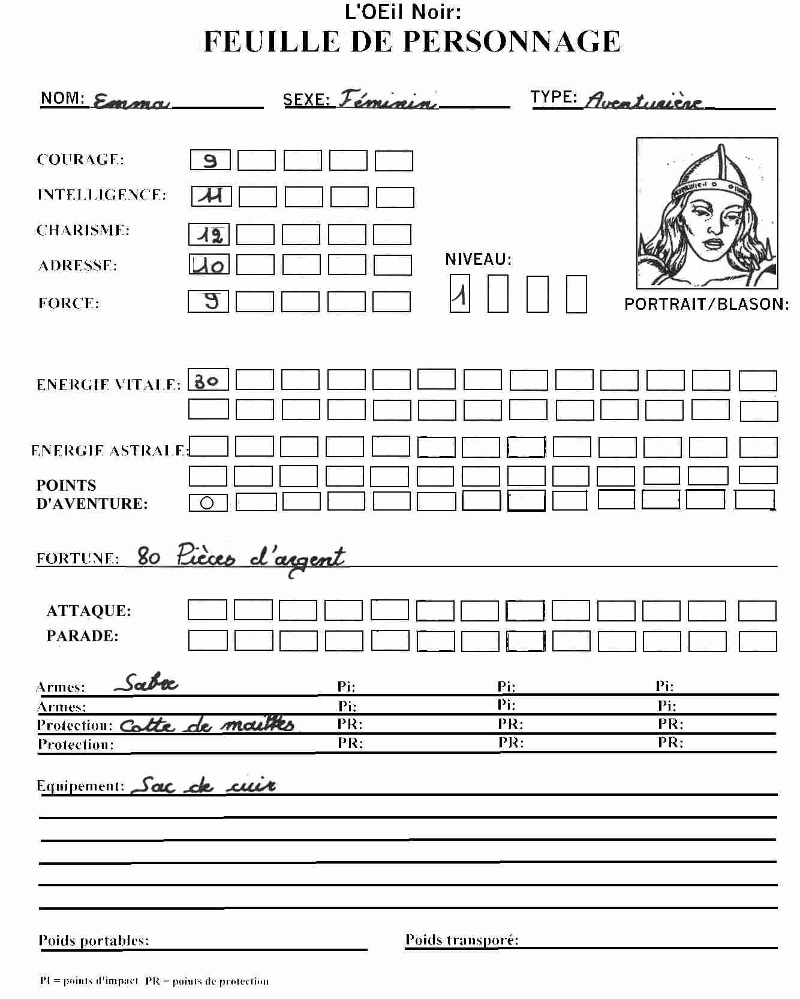 L'OEil Noir:
FEUILLE DE PERSONNAGE
NOM: Emma SEXE: Féminin TYPE: Aventurière
COURAGE: 9
INTELLIGENCE: 11
CHARISME: 12
ADRESSE: 10
NIVEAU:
FORCE: 9
1
PORTRAIT/BLASON:
ENERGIE VITALE: 30
ENERGIE ASTRALE:
POINTS
D'AVENTURE: 0
FORTUNE: 80 Pièces d'argent
ATTAQUE:
PARADE:
Armes: Sabre Pi: Pi: Pi:
Armes: Pi: Pi: Pi:
Protection: Cotte de mailles PR: PR: PR:
Protection: PR: PR: PR:
Equipement: Sac de cuir
Poids portables: Poids transporé:
PI = points d'impact PR = points de protection